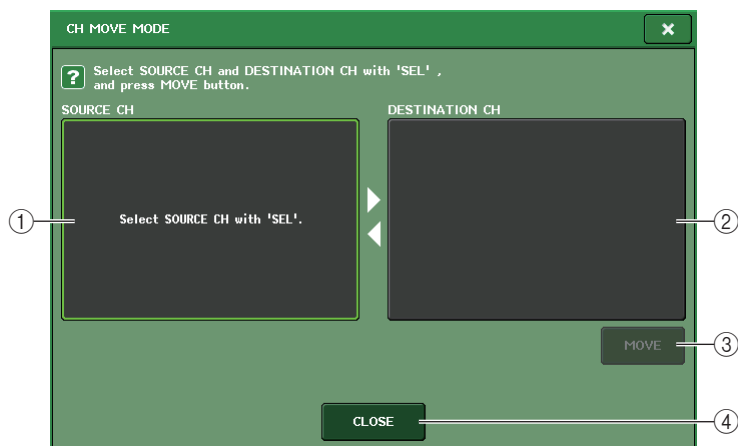 CH MOVE MODE
Select SOURCE CH and DESTINATION CH with 'SEL' ,
and press MOVE button.
SOURCE CH
DESTINATION CH
Select SOURCE CH with 'SEL'.
①
②
MOVE
③
CLOSE
④